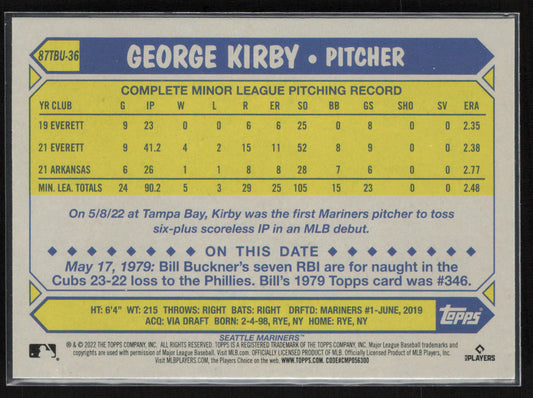 87TBU-36
GEORGE KIRBY • PITCHER
COMPLETE MINOR LEAGUE PITCHING RECORD
YR CLUB G IP W L R ER SO BB GS SHO SV ERA
19 EVERETT 9 23 0 0 6 6 25 0 8 0 0 2.35
21 EVERETT 9 41.2 4 2 15 11 52 8 9 0 0 2.38
21 ARKANSAS 6 26 1 1 8 8 28 7 6 0 0 2.77
MIN. LEA. TOTALS 24 90.2 5 3 29 25 105 15 23 0 0 2.48
On 5/8/22 at Tampa Bay, Kirby was the first Mariners pitcher to toss
six-plus scoreless IP in an MLB debut.
ON THIS DATE
May 17, 1979: Bill Buckner's seven RBI are for naught in the
Cubs 23-22 loss to the Phillies. Bill's 1979 Topps card was #346.
HT: 6'4" WT: 215 THROWS: RIGHT BATS: RIGHT DRFTD: MARINERS #1-JUNE, 2019
ACQ: VIA DRAFT BORN: 2-4-98, RYE, NY HOME: RYE, NY
Topps
SEATTLE MARINERS™
® & © 2022 THE TOPPS COMPANY, INC. ALL RIGHTS RESERVED. TOPPS IS A REGISTERED TRADEMARK OF THE TOPPS COMPANY, INC. Major League Baseball trademarks and
copyrights are used with permission of Major League Baseball. Visit MLB.com. OFFICIALLY LICENSED PRODUCT OF MLB. Officially Licensed Product of MLB Players, Inc.
Visit MLBPLAYERS.com, the Players Choice on the web. WWW.TOPPS.COM. CODE#CMP056300
PLAYERS